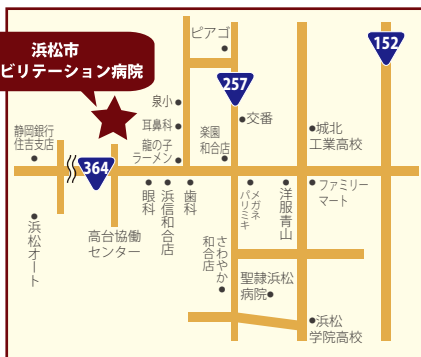 浜松市
ビリテーション病院
ピアゴ
152
257
泉小
交番
耳鼻科
城北
工業高校
静岡銀行
住吉支店
龍の子
ラーメン
楽園
和合店
364
眼科
浜信和合店
歯科
メガネ
パリミキ
洋服青山
ファミリー
マート
浜松オート
高台協働
センター
さわやか
和合店
聖隷浜松
病院
浜松
学院高校